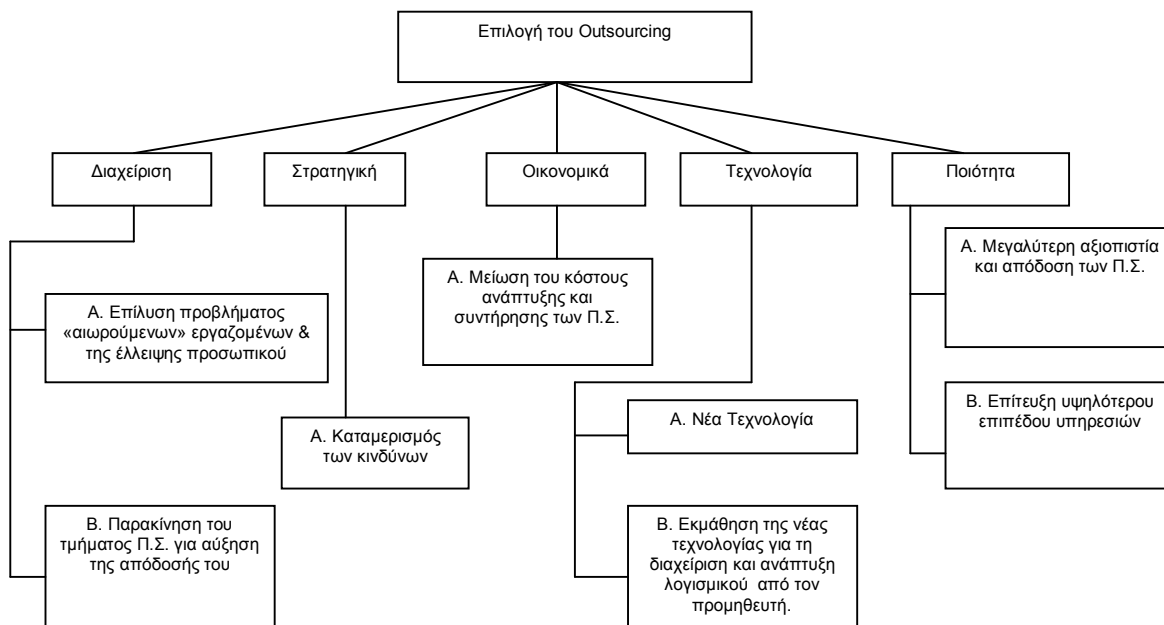 Επιλογή του Outsourcing
Διαχείριση
Στρατηγική
Οικονομικά
Τεχνολογία
Ποιότητα
Α. Επίλυση προβλήματος
«αιωρούμενων» εργαζομένων &
της έλλειψης προσωπικού
Β. Παρακίνηση του
τμήματος Π.Σ. για αύξηση
της απόδοσής του
Α. Καταμερισμός
των κινδύνων
Α. Μείωση του κόστους
ανάπτυξης και
συντήρησης των Π.Σ.
Α. Νέα Τεχνολογία
Β. Εκμάθηση της νέας
τεχνολογίας για τη
διαχείριση και ανάπτυξη
λογισμικού από τον
προμηθευτή.
Α. Μεγαλύτερη αξιοπιστία
και απόδοση των Π.Σ.
Β. Επίτευξη υψηλότερου
επιπέδου υπηρεσιών